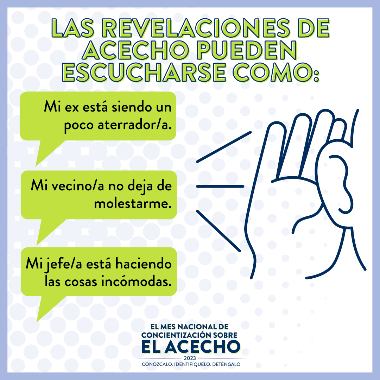 LAS REVELACIONES DE
ACECHO PUEDEN
ESCUCHARSE COMO:
Mi ex está siendo un
poco aterrador/a.
Mi vecino/a no deja de
molestarme.
Mi jefe/a está haciendo
las cosas incómodas.
EL MES NACIONAL DE
CONCIENTIZACIÓN SOBRE
EL ACECHO
2023
CONÓZCALO. IDENTIFÍQUELO. DETÉNGALO